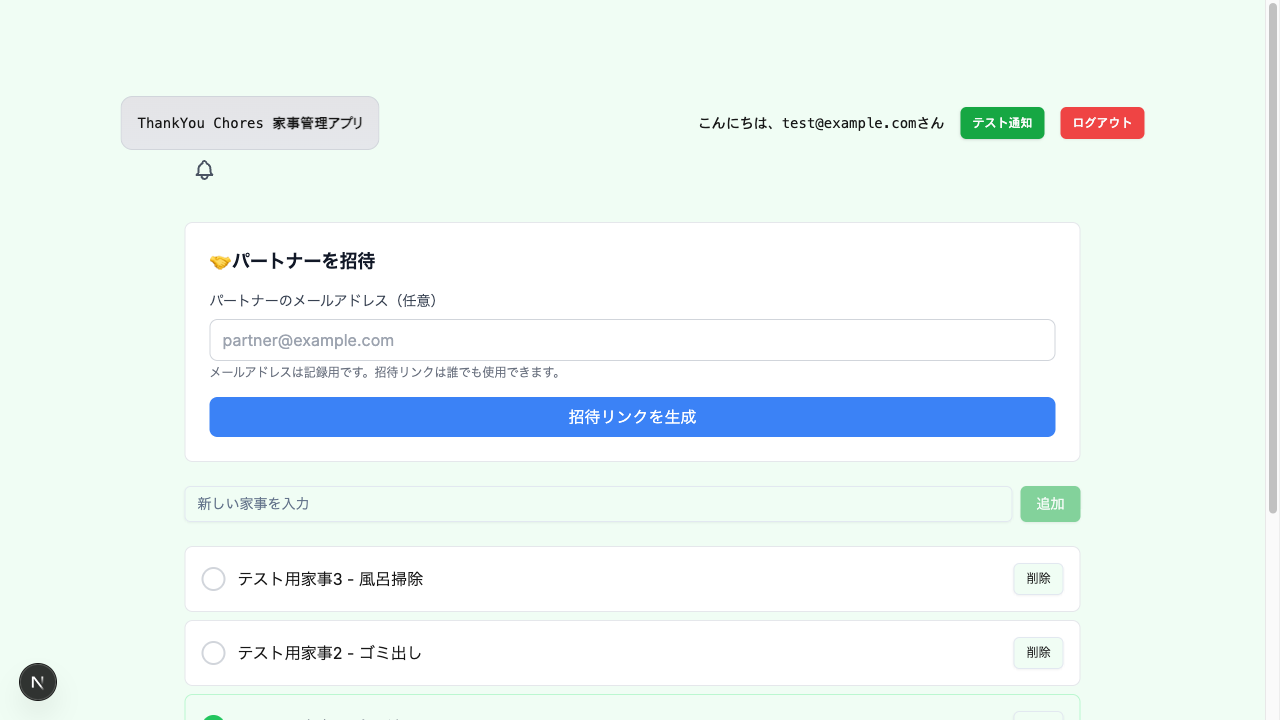 ThankYou Chores 家事管理アプリ
こんにちは、test@example.comさん
テスト通知
ログアウト
🤝パートナーを招待
パートナーのメールアドレス（任意）
partner@example.com
メールアドレスは記録用です。招待リンクは誰でも使用できます。
招待リンクを生成
新しい家事を入力
追加
テスト用家事3 - 風呂掃除
削除
テスト用家事2 - ゴミ出し
削除
N